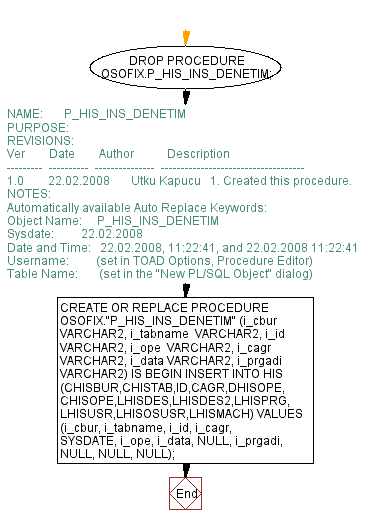 DROP PROCEDURE
OSOFIX.P_HIS_INS_DENETIM;
NAME: P_HIS_INS_DENETIM
PURPOSE:
REVISIONS:
Ver Date Author Description
--------- ---------- --------------- ------------------------------------
1.0 22.02.2008 Utku Kapucu 1. Created this procedure.
NOTES:
Automatically available Auto Replace Keywords:
Object Name: P_HIS_INS_DENETIM
Sysdate: 22.02.2008
Date and Time: 22.02.2008, 11:22:41, and 22.02.2008 11:22:41
Username: (set in TOAD Options, Procedure Editor)
Table Name: (set in the "New PL/SQL Object" dialog)
CREATE OR REPLACE PROCEDURE
OSOFIX."P_HIS_INS_DENETIM" (i_cbur
VARCHAR2, i_tabname VARCHAR2, i_id
VARCHAR2, i_ope VARCHAR2, i_cagr
VARCHAR2, i_data VARCHAR2, i_prgadi
VARCHAR2) IS BEGIN INSERT INTO HIS
(CHISBUR,CHISTAB,ID,CAGR,DHISOPE,
CHISOPE,LHISDES,LHISDES2,LHISPRG,
LHISUSR,LHISOSUSR,LHISMACH) VALUES
(i_cbur, i_tabname, i_id, i_cagr,
SYSDATE, i_ope, i_data, NULL, i_prgadi,
NULL, NULL, NULL);
End